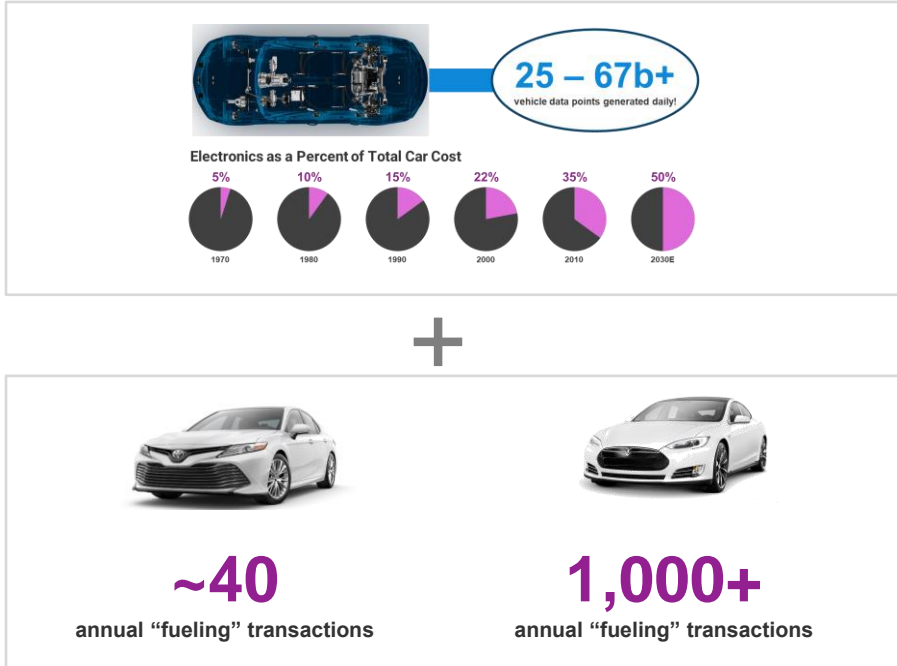 25 – 67b+
vehicle data points generated daily!
Electronics as a Percent of Total Car Cost
5% 10% 15% 22% 35% 50%
1970 1980 1990 2000 2010 2030E
+
~40 1,000+
annual “fueling” transactions annual “fueling” transactions